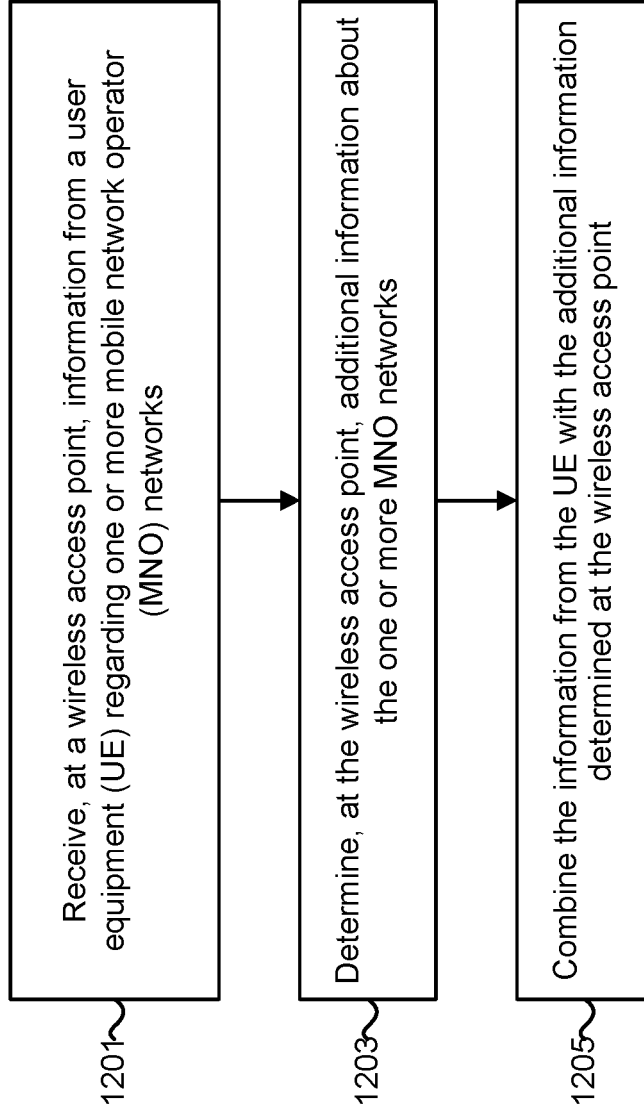 1201
Receive, at a wireless access point, information from a user
equipment (UE) regarding one or more mobile network operator
(MNO) networks
1203
Determine, at the wireless access point, additional information about
the one or more MNO networks
1205
Combine the information from the UE with the additional information
determined at the wireless access point